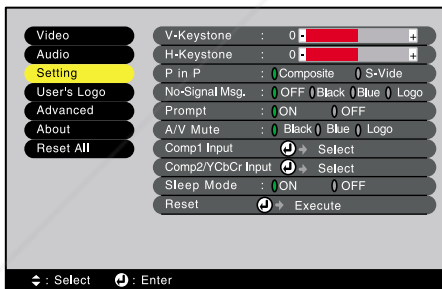 Video
Audio
Setting
User's Logo
Advanced
About
Reset All
V-Keystone : 0 - +
H-Keystone : 0 - +
P in P : Composite S-Vide
No-Signal Msg. : OFF Black Blue Logo
Prompt : ON OFF
A/V Mute : Black Blue Logo
Comp1 Input Select
Comp2/YCbCr Input Select
Sleep Mode : ON OFF
Reset Execute
: Select : Enter